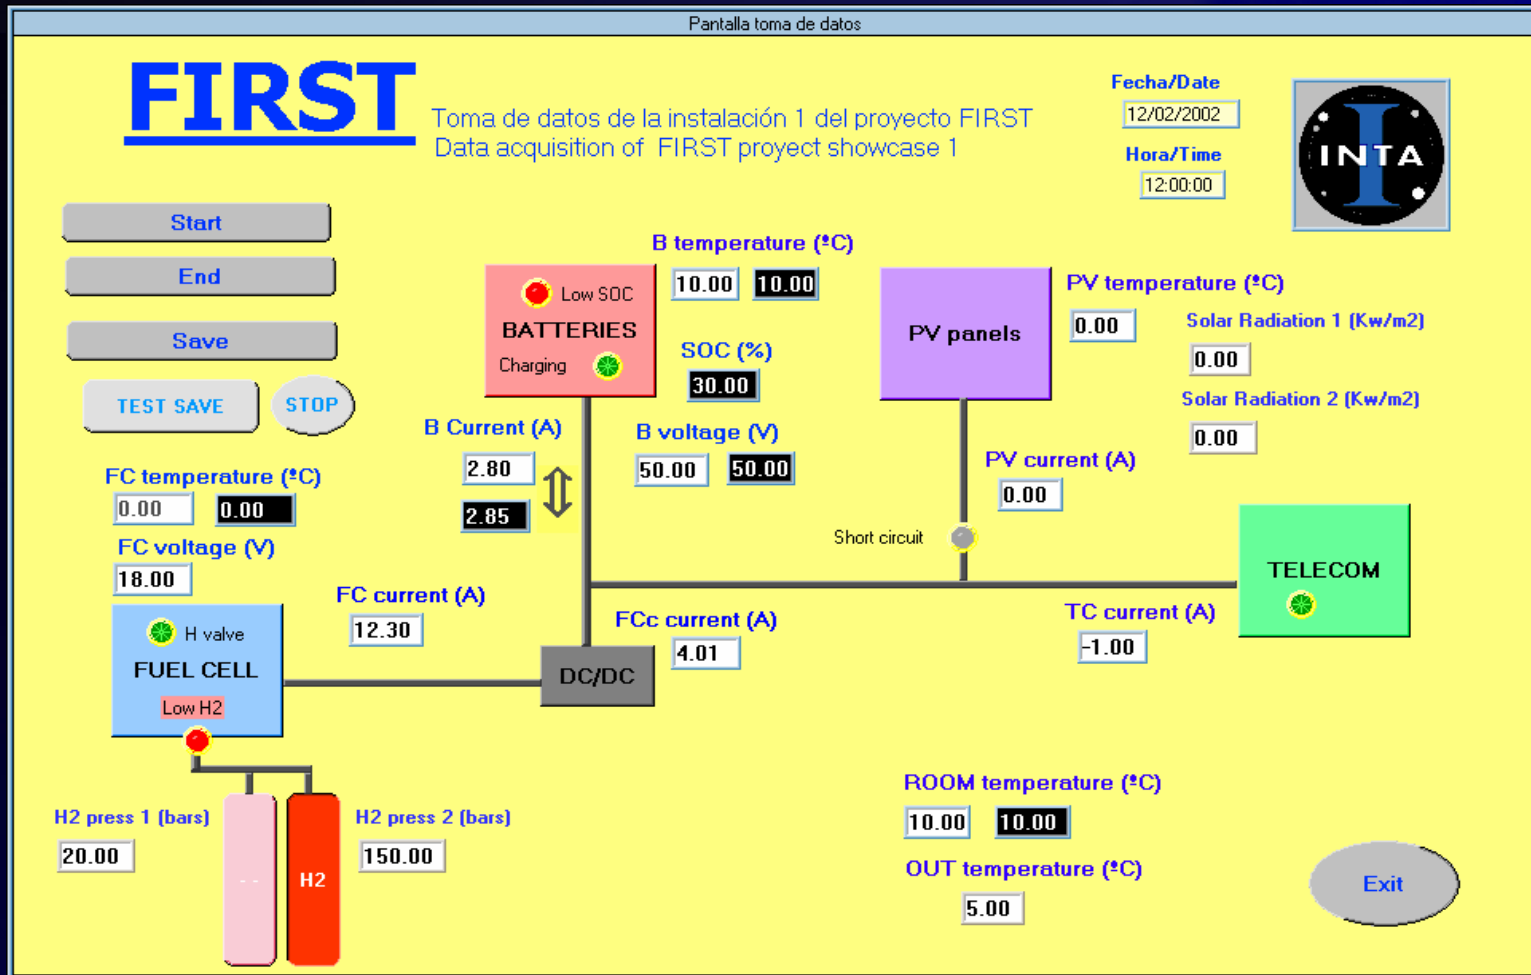 Pantalla toma de datos
FIRST
Toma de datos de la instalación 1 del proyecto FIRST
Data acquisition of FIRST proyect showcase 1
Fecha/Date
12/02/2002
Hora/Time
12:00:00
INTA
Start
End
Save
TEST SAVE
STOP
B temperature (ºC)
10.00 10.00
Low SOC
BATTERIES
Charging
SOC (%)
30.00
B Current (A)
2.80
2.85
B voltage (V)
50.00 50.00
PV panels
PV temperature (ºC)
0.00
Solar Radiation 1 (Kw/m2)
0.00
Solar Radiation 2 (Kw/m2)
0.00
PV current (A)
0.00
Short circuit
FC temperature (ºC)
0.00 0.00
FC voltage (V)
18.00
FC current (A)
12.30
H valve
FUEL CELL
Low H2
FCc current (A)
4.01
DC/DC
TELECOM
TC current (A)
-1.00
H2 press 1 (bars)
20.00
--
H2
H2 press 2 (bars)
150.00
ROOM temperature (ºC)
10.00 10.00
OUT temperature (ºC)
5.00
Exit